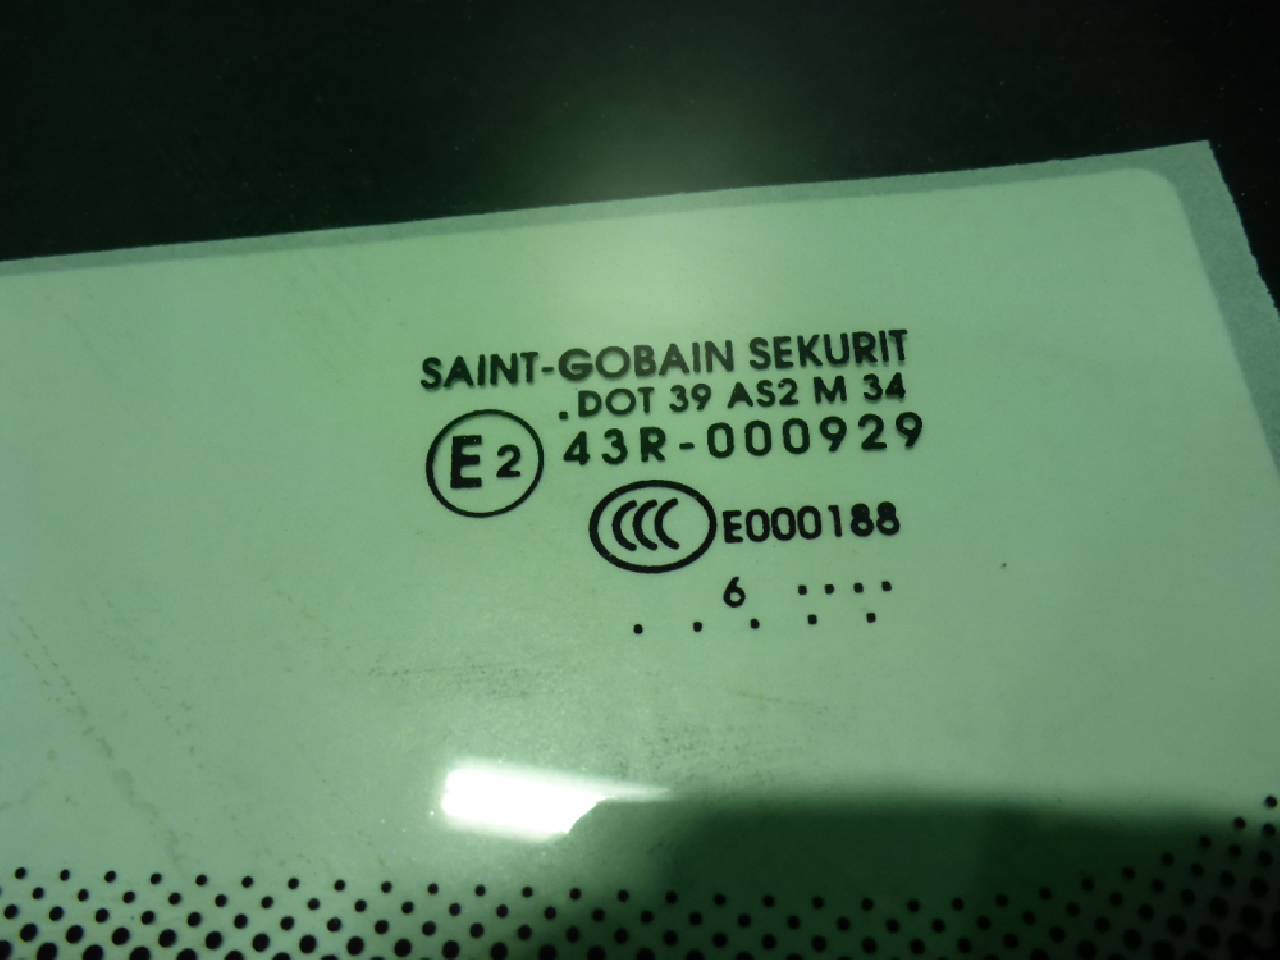 SAINT-GOBAIN SEKURIT
.DOT 39 AS2 M 34
E2 43R-000929
CCC E000188
6 ....
. . . . .